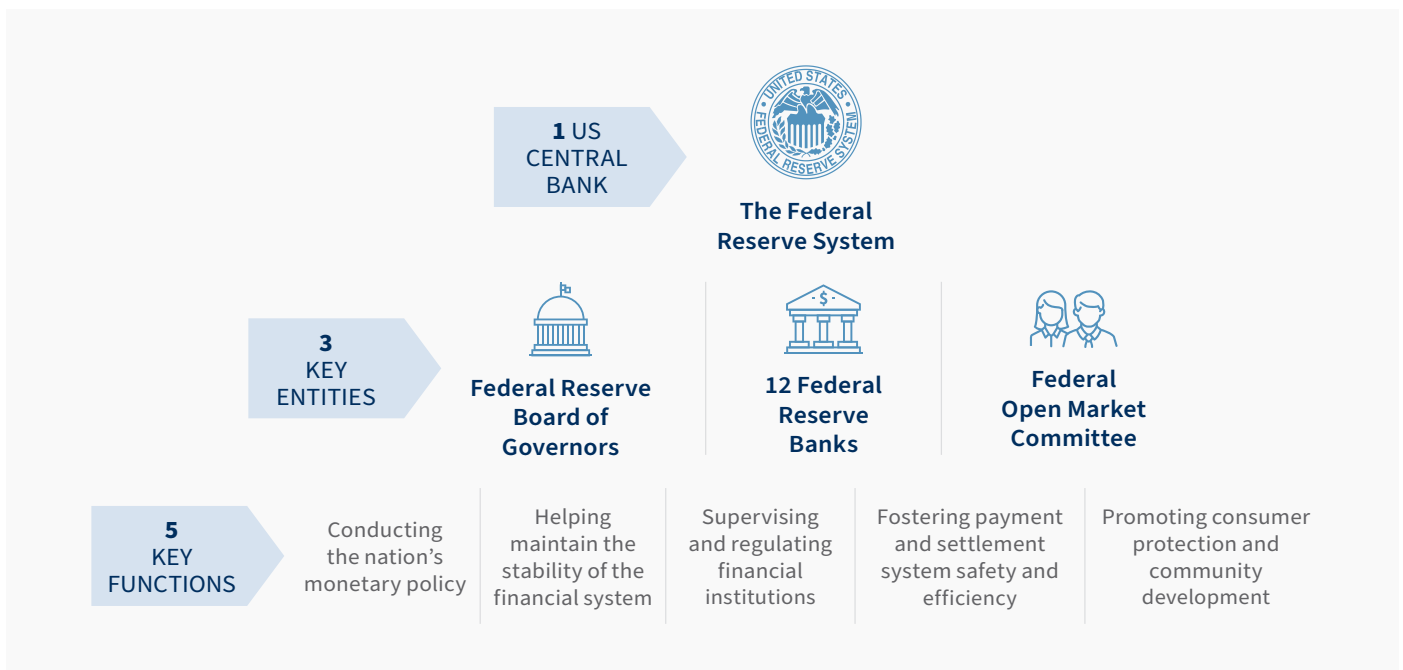 UNITED STATES
FEDERAL RESERVE SYSTEM
1 US
CENTRAL
BANK
The Federal
Reserve System
3
KEY
ENTITIES
$
Federal Reserve
Board of
Governors
12 Federal
Reserve
Banks
Federal
Open Market
Committee
5
KEY
FUNCTIONS
Conducting
the nation’s
monetary policy
Helping
maintain the
stability of the
financial system
Supervising
and regulating
financial
institutions
Fostering payment
and settlement
system safety and
efficiency
Promoting consumer
protection and
community
development